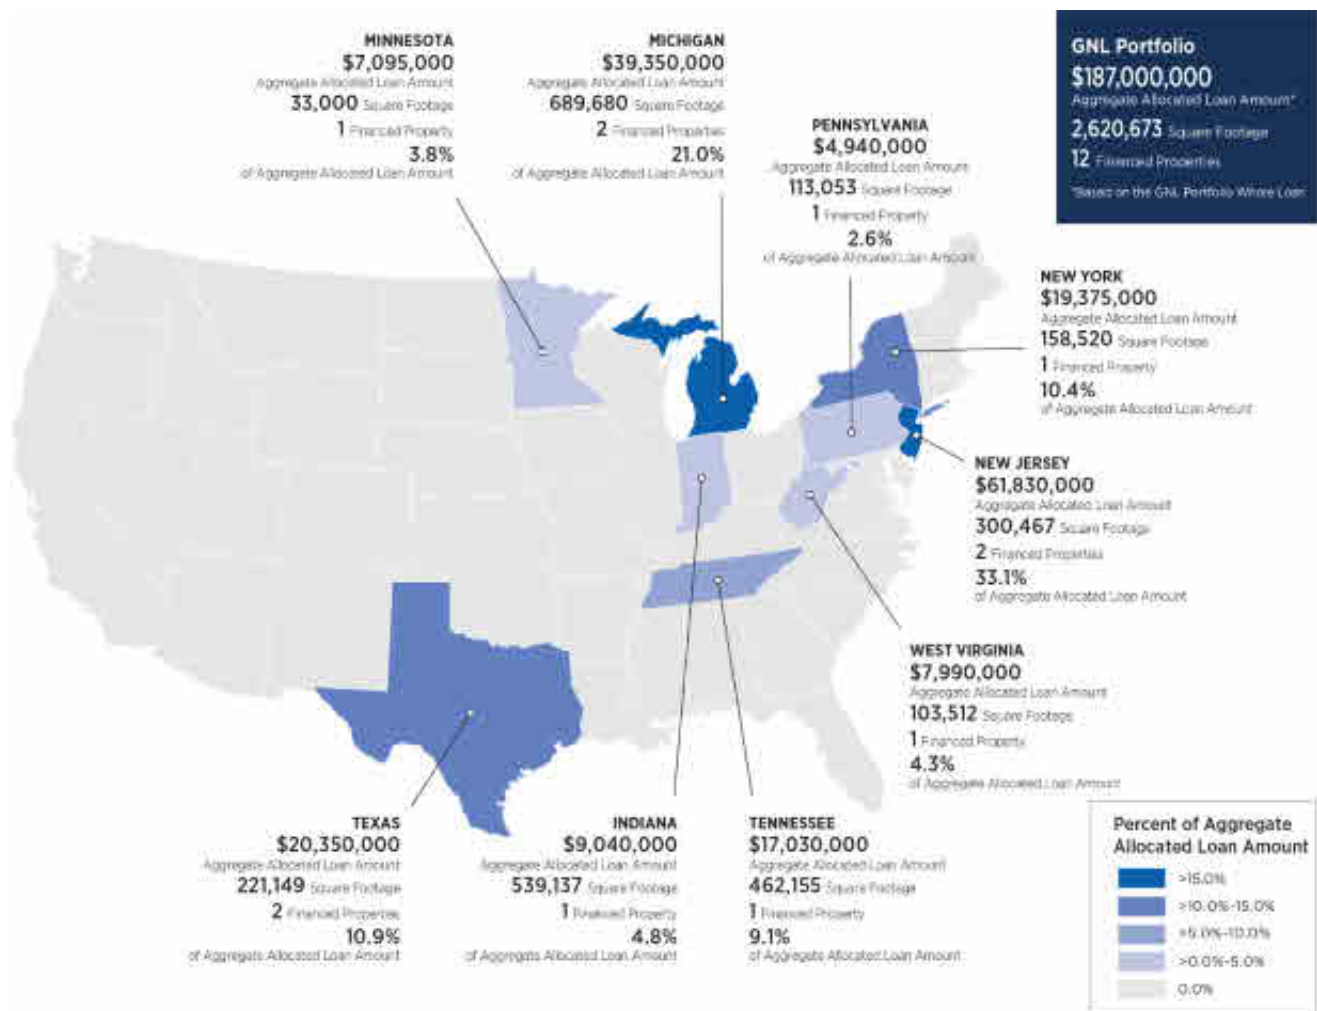 MINNESOTA
$7,095,000
Aggregate Allocated Loan Amount
33,000 Square Footage
1 Financed Property
3.8%
of Aggregate Allocated Loan Amount
MICHIGAN
$39,350,000
Aggregate Allocated Loan Amount
689,680 Square Footage
2 Financed Properties
21.0%
of Aggregate Allocated Loan Amount
PENNSYLVANIA
$4,940,000
Aggregate Allocated Loan Amount
113,053 Square Footage
1 Financed Property
2.6%
of Aggregate Allocated Loan Amount
GNL Portfolio
$187,000,000
Aggregate Allocated Loan Amount*
2,620,673 Square Footage
12 Financed Properties
*Based on the GNL Portfolio Whole Loan
NEW YORK
$19,375,000
Aggregate Allocated Loan Amount
158,520 Square Footage
1 Financed Property
10.4%
of Aggregate Allocated Loan Amount
NEW JERSEY
$61,830,000
Aggregate Allocated Loan Amount
300,467 Square Footage
2 Financed Properties
33.1%
of Aggregate Allocated Loan Amount
WEST VIRGINIA
$7,990,000
Aggregate Allocated Loan Amount
103,512 Square Footage
1 Financed Property
4.3%
of Aggregate Allocated Loan Amount
TEXAS
$20,350,000
Aggregate Allocated Loan Amount
221,149 Square Footage
2 Financed Properties
10.9%
of Aggregate Allocated Loan Amount
INDIANA
$9,040,000
Aggregate Allocated Loan Amount
539,137 Square Footage
1 Financed Property
4.8%
of Aggregate Allocated Loan Amount
TENNESSEE
$17,030,000
Aggregate Allocated Loan Amount
462,155 Square Footage
1 Financed Property
9.1%
of Aggregate Allocated Loan Amount
Percent of Aggregate
Allocated Loan Amount
>15.0%
>10.0%-15.0%
>5.0%-10.0%
>0.0%-5.0%
0.0%